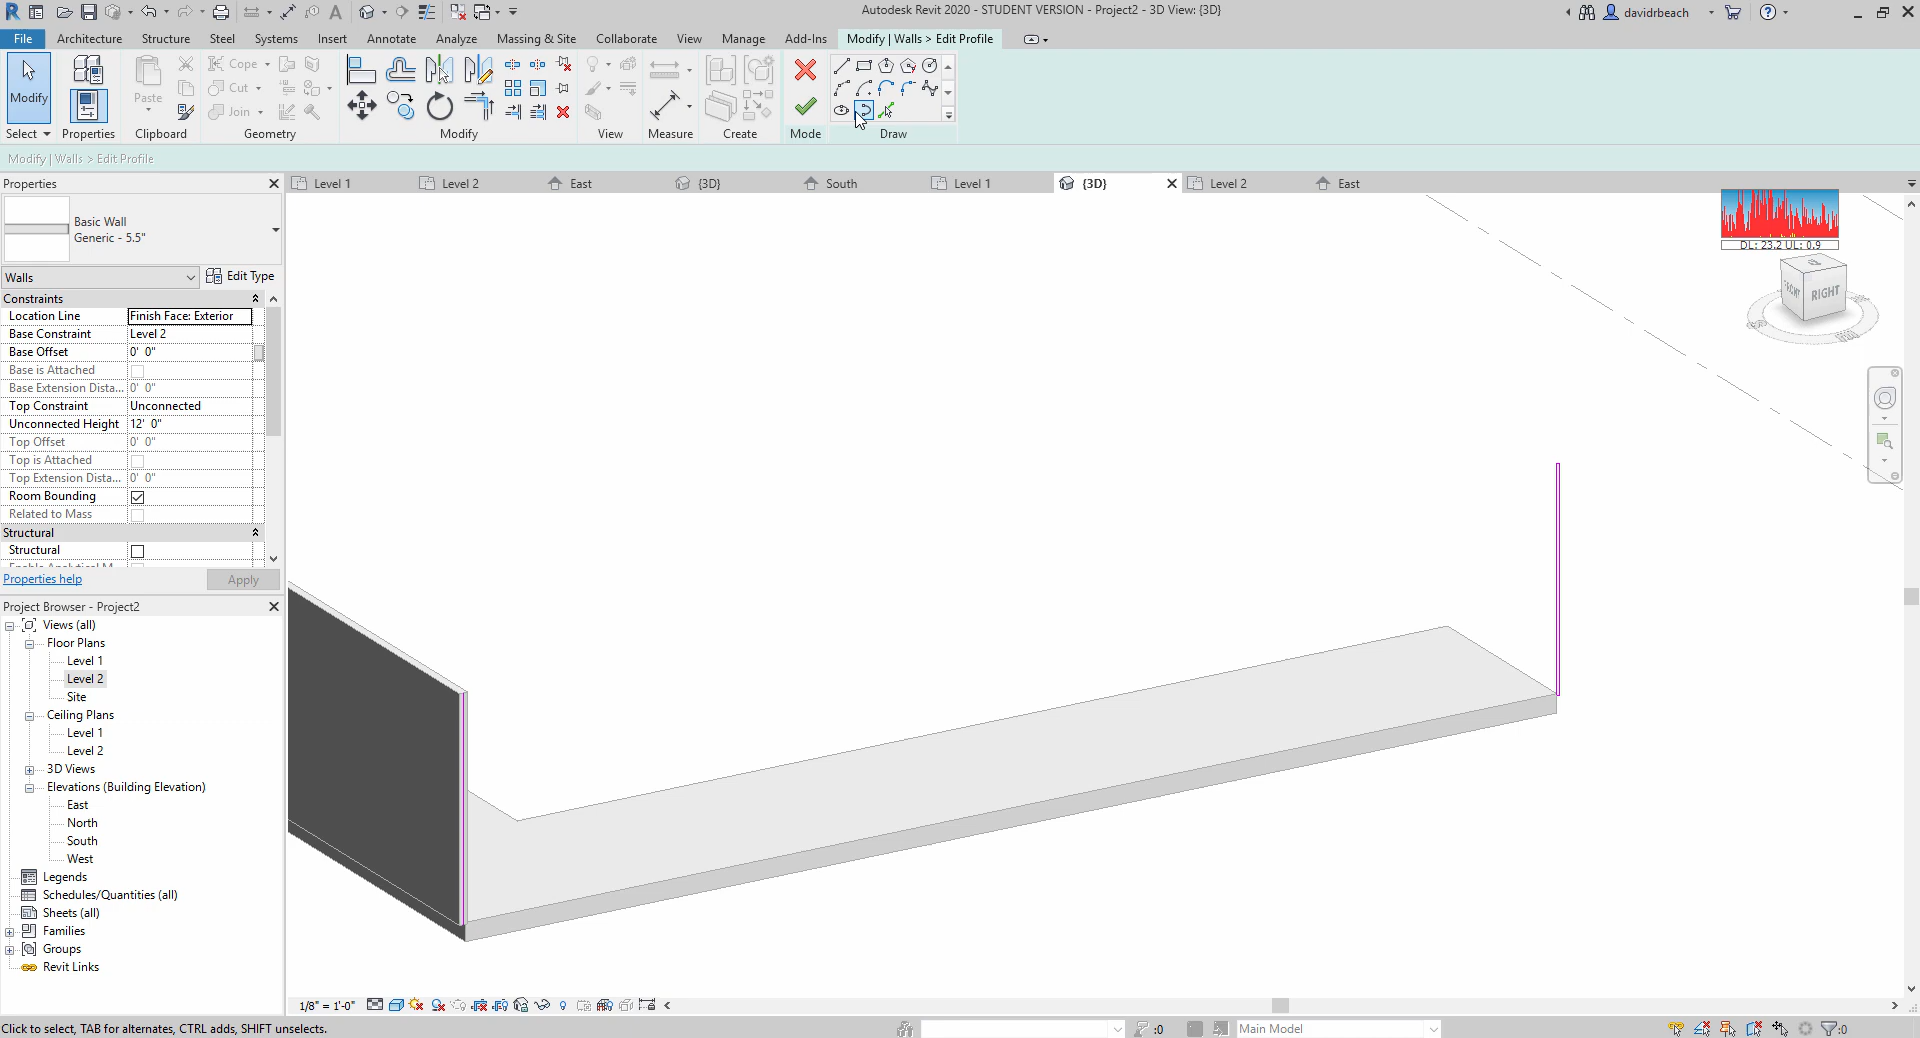 Autodesk Revit 2020 - STUDENT VERSION - Project2 - 3D View: {3D}
davidrbeach
File Architecture Structure Steel Systems Insert Annotate Analyze Massing & Site Collaborate View Manage Add-Ins Modify | Walls > Edit Profile
Modify
Paste
Cope
Cut
Join
Select Properties Clipboard Geometry Modify View Measure Create Mode Draw
Modify | Walls > Edit Profile
Properties
Level 1 Level 2 East {3D} South Level 1 {3D} Level 2 East
Basic Wall
Generic - 5.5"
DL: 23.2 UL: 0.9
FRONT RIGHT
Walls Edit Type
Constraints
Location Line Finish Face: Exterior
Base Constraint Level 2
Base Offset 0' 0"
Base is Attached
Base Extension Dista... 0' 0"
Top Constraint Unconnected
Unconnected Height 12' 0"
Top Offset 0' 0"
Top is Attached
Top Extension Dista... 0' 0"
Room Bounding
Related to Mass
Structural
Structural
Properties help Apply
Project Browser - Project2
Views (all)
Floor Plans
Level 1
Level 2
Site
Ceiling Plans
Level 1
Level 2
3D Views
Elevations (Building Elevation)
East
North
South
West
Legends
Schedules/Quantities (all)
Sheets (all)
Families
Groups
Revit Links
1/8" = 1'-0"
Click to select, TAB for alternates, CTRL adds, SHIFT unselects.
:0
Main Model
:0